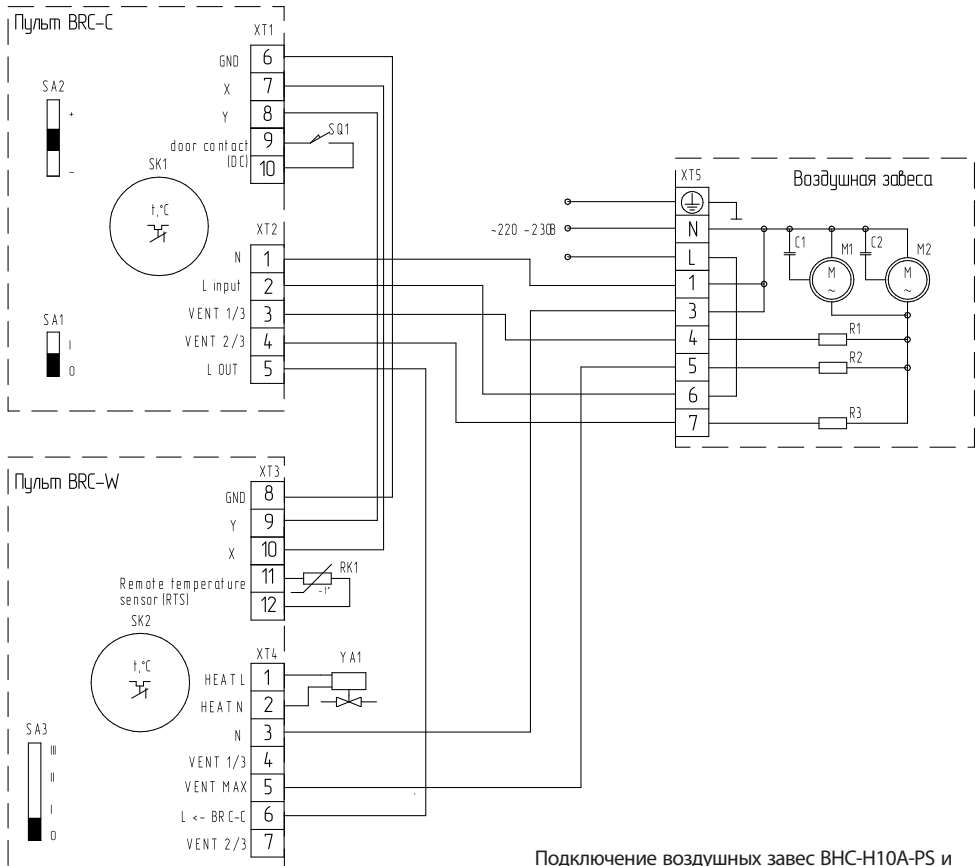 Пульт BRC-C
XT1
GND 6
X 7
Y 8
door contact (DC) 9
10
SQ1
SA2
+
-
SK1
t,°C
XT2
N 1
L input 2
VENT 1/3 3
VENT 2/3 4
L OUT 5
SA1
I
0
~220 -230В
XT5
Воздушная завеса
N
L
1
3
4
5
6
7
C1
M1
M
~
C2
M2
M
~
R1
R2
R3
Пульт BRC-W
XT3
GND 8
Y 9
X 10
Remote temperature 11
sensor (RTS) 12
RK1
-t°
SK2
t,°C
XT4
HEAT L 1
HEAT N 2
N 3
VENT 1/3 4
VENT MAX 5
L <- BRC-C 6
VENT 2/3 7
YA1
SA3
III
II
I
0
Подключение воздушных завес BHC-H10A-PS и